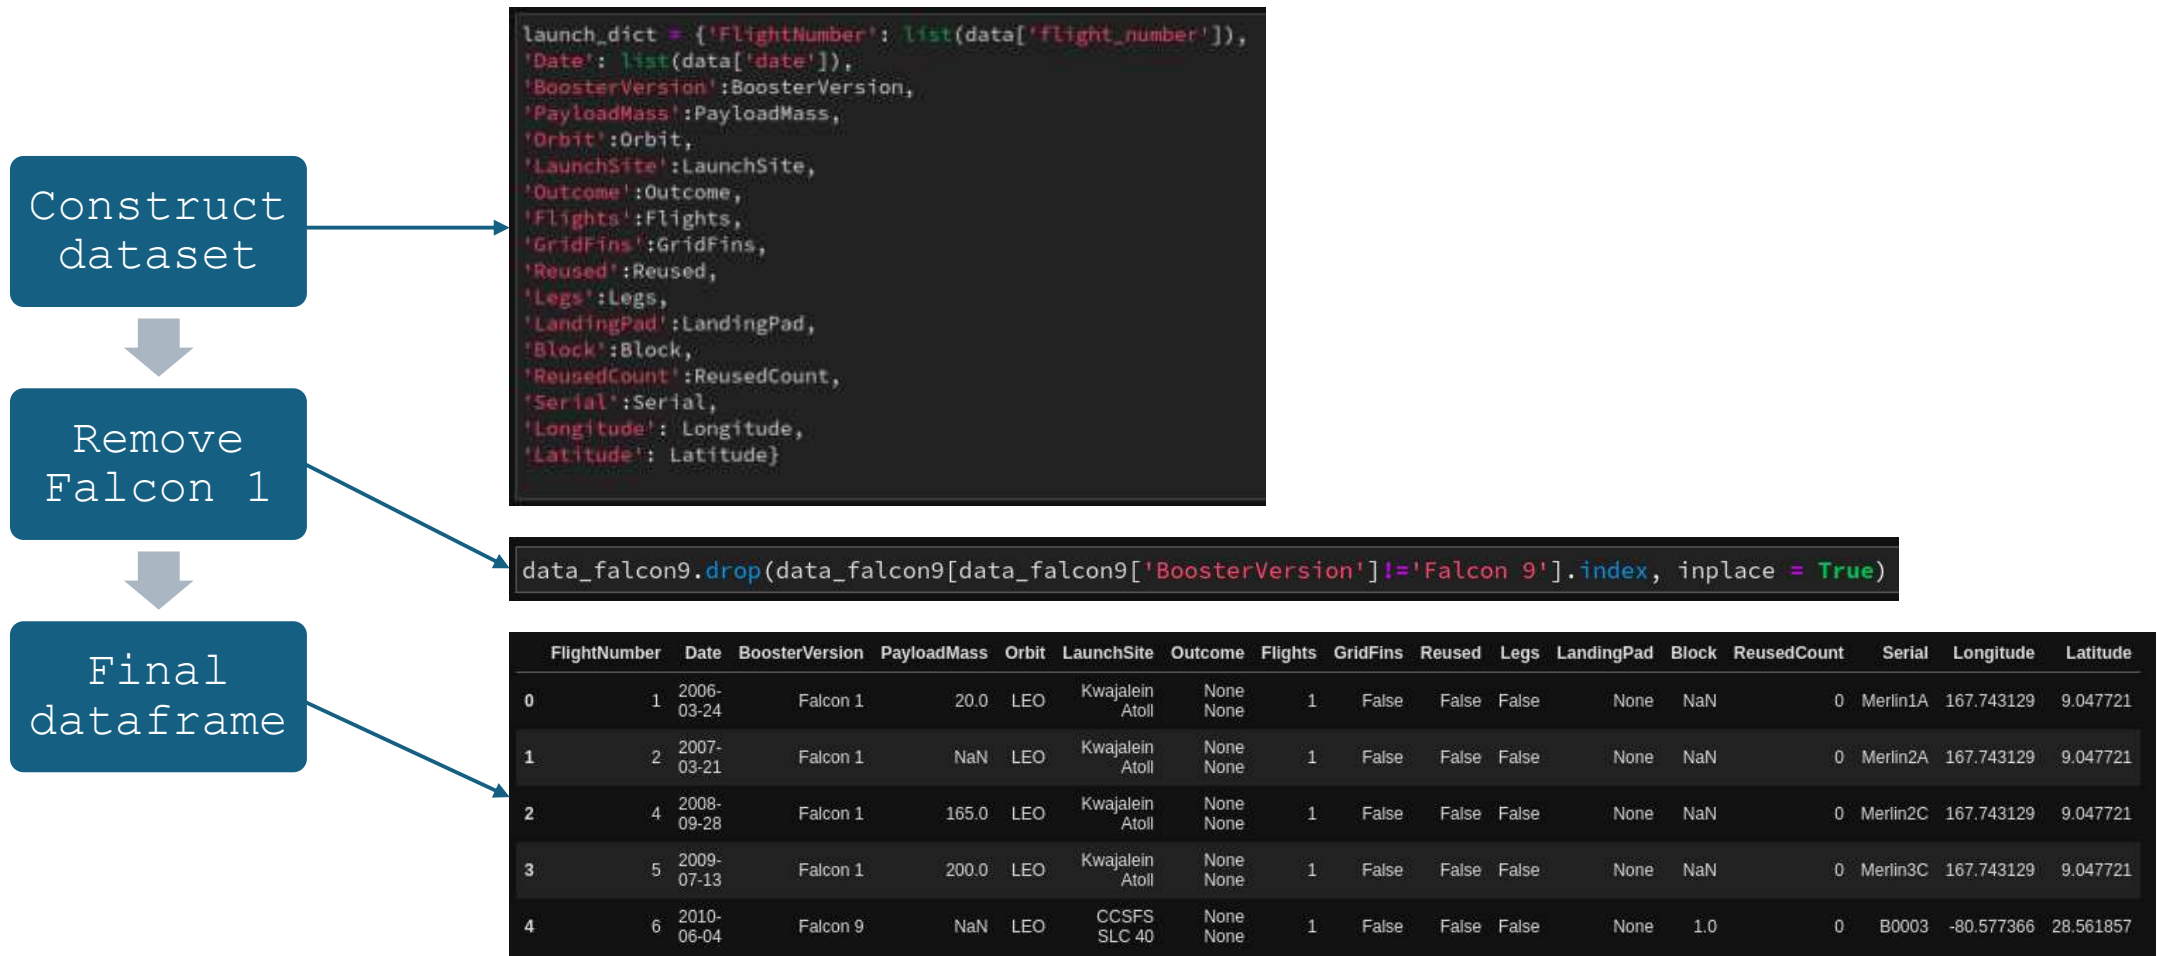 Construct
dataset
Remove
Falcon 1
Final
dataframe
launch_dict = {'FlightNumber': list(data['flight_number']),
'Date': list(data['date']),
'BoosterVersion':BoosterVersion,
'PayloadMass':PayloadMass,
'Orbit':Orbit,
'LaunchSite':LaunchSite,
'Outcome':Outcome,
'Flights':Flights,
'GridFins':GridFins,
'Reused':Reused,
'Legs':Legs,
'LandingPad':LandingPad,
'Block':Block,
'ReusedCount':ReusedCount,
'Serial':Serial,
'Longitude': Longitude,
'Latitude': Latitude}
data_falcon9.drop(data_falcon9[data_falcon9['BoosterVersion']!='Falcon 9'].index, inplace = True)
FlightNumber Date BoosterVersion PayloadMass Orbit LaunchSite Outcome Flights GridFins Reused Legs LandingPad Block ReusedCount Serial Longitude Latitude
0 1 2006-03-24 Falcon 1 20.0 LEO Kwajalein Atoll None None 1 False False False None NaN 0 Merlin1A 167.743129 9.047721
1 2 2007-03-21 Falcon 1 NaN LEO Kwajalein Atoll None None 1 False False False None NaN 0 Merlin2A 167.743129 9.047721
2 4 2008-09-28 Falcon 1 165.0 LEO Kwajalein Atoll None None 1 False False False None NaN 0 Merlin2C 167.743129 9.047721
3 5 2009-07-13 Falcon 1 200.0 LEO Kwajalein Atoll None None 1 False False False None NaN 0 Merlin3C 167.743129 9.047721
4 6 2010-06-04 Falcon 9 NaN LEO CCSFS SLC 40 None None 1 False False False None 1.0 0 B0003 -80.577366 28.561857